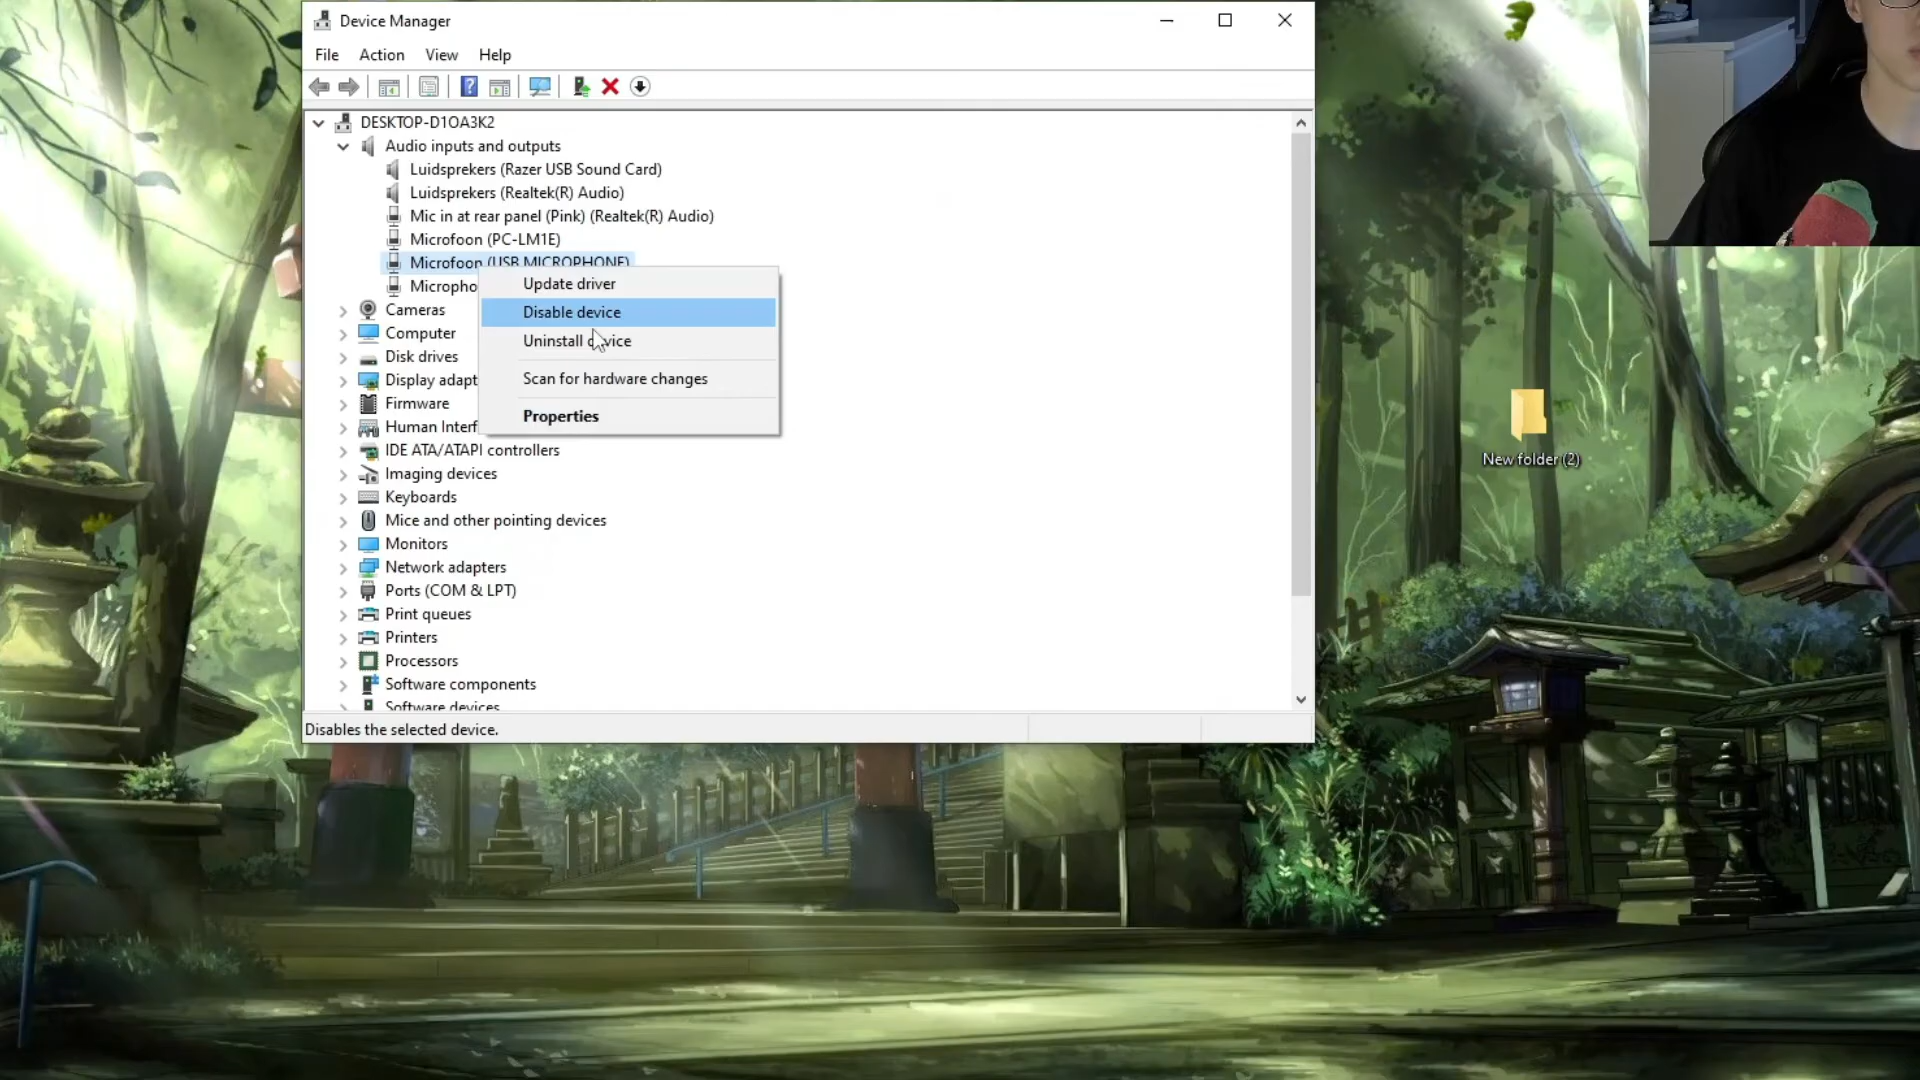 Device Manager
File Action View Help
DESKTOP-D1OA3K2
Audio inputs and outputs
Luidsprekers (Razer USB Sound Card)
Luidsprekers (Realtek(R) Audio)
Mic in at rear panel (Pink) (Realtek(R) Audio)
Microfoon (PC-LM1E)
Microfoon (USB MICROPHONE)
Micropho
Update driver
Disable device
Uninstall device
Scan for hardware changes
Properties
Cameras
Computer
Disk drives
Display adapt
Firmware
Human Interf
IDE ATA/ATAPI controllers
Imaging devices
Keyboards
Mice and other pointing devices
Monitors
Network adapters
Ports (COM & LPT)
Print queues
Printers
Processors
Software components
Software devices
Disables the selected device.
New folder (2)